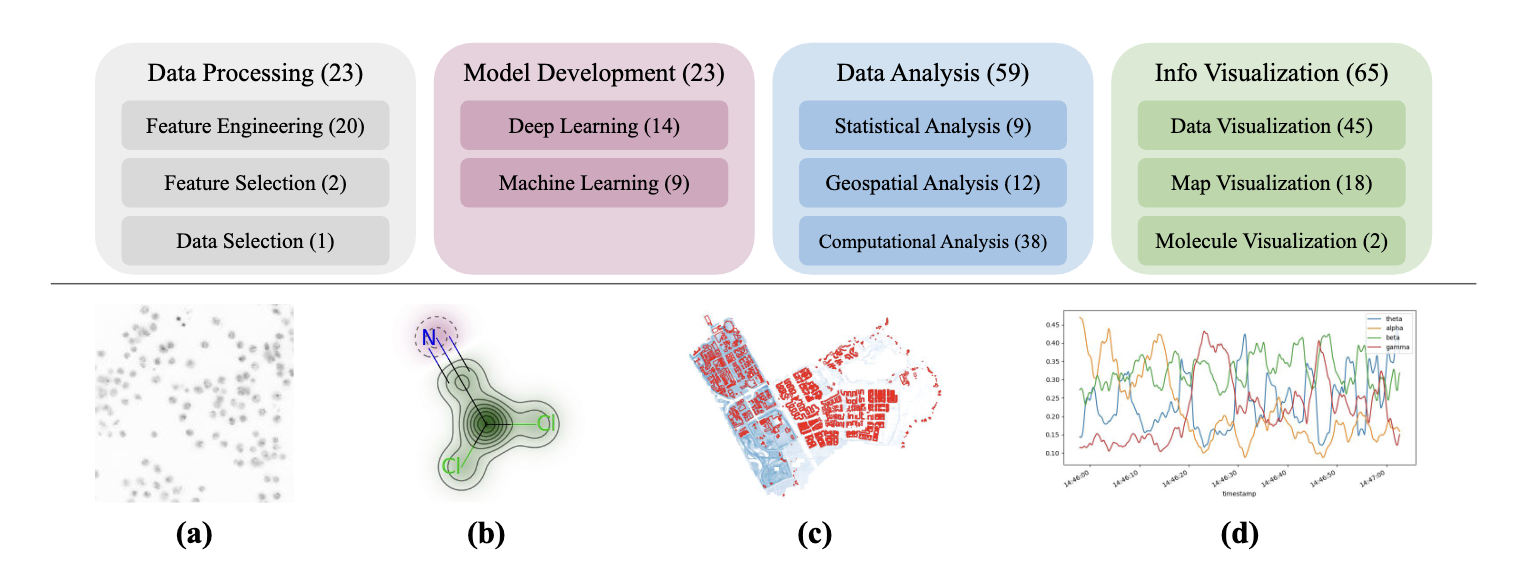 Data Processing (23)
Feature Engineering (20)
Feature Selection (2)
Data Selection (1)
Model Development (23)
Deep Learning (14)
Machine Learning (9)
Data Analysis (59)
Statistical Analysis (9)
Geospatial Analysis (12)
Computational Analysis (38)
Info Visualization (65)
Data Visualization (45)
Map Visualization (18)
Molecule Visualization (2)
(a)
N
Cl
Cl
(b)
(c)
theta
alpha
beta
gamma
0.45
0.40
0.35
0.30
0.25
0.20
0.15
0.10
14:46:00
14:46:10
14:46:20
14:46:30
14:46:40
14:46:50
14:47:00
timestamp
(d)